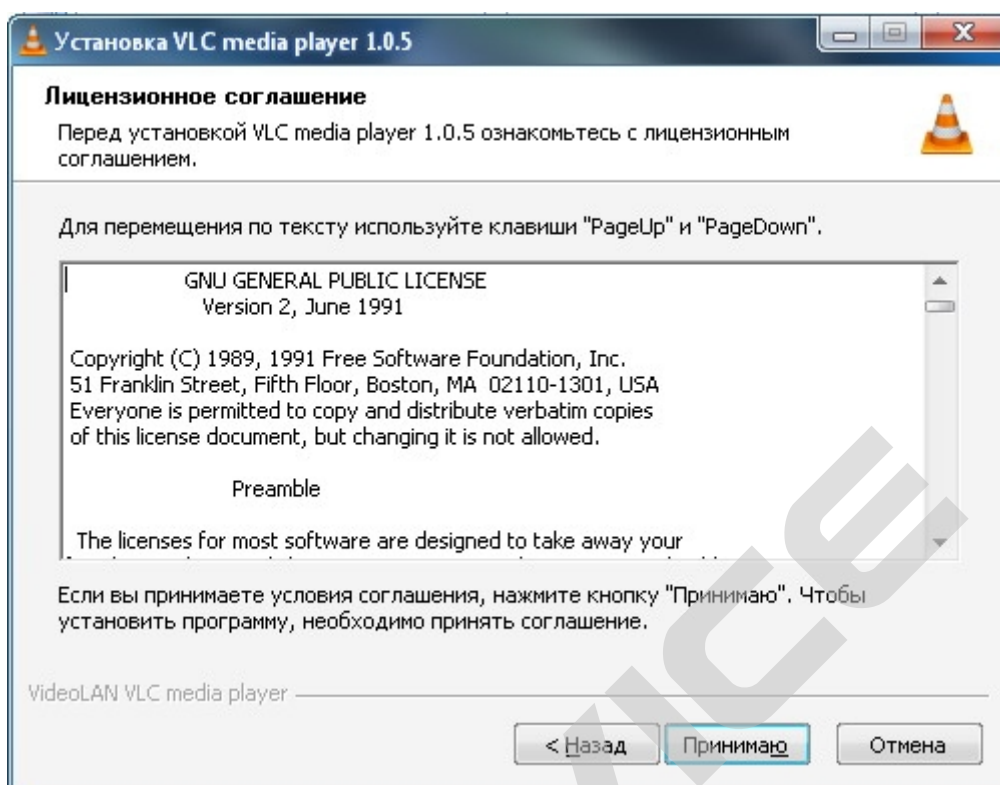 Установка VLC media player 1.0.5
Лицензионное соглашение
Перед установкой VLC media player 1.0.5 ознакомьтесь с лицензионным
соглашением.
Для перемещения по тексту используйте клавиши "PageUp" и "PageDown".
GNU GENERAL PUBLIC LICENSE
Version 2, June 1991
Copyright (C) 1989, 1991 Free Software Foundation, Inc.
51 Franklin Street, Fifth Floor, Boston, MA 02110-1301, USA
Everyone is permitted to copy and distribute verbatim copies
of this license document, but changing it is not allowed.
Preamble
The licenses for most software are designed to take away your
Если вы принимаете условия соглашения, нажмите кнопку "Принимаю". Чтобы
установить программу, необходимо принять соглашение.
VideoLAN VLC media player
< Назад Принимаю Отмена
VICE